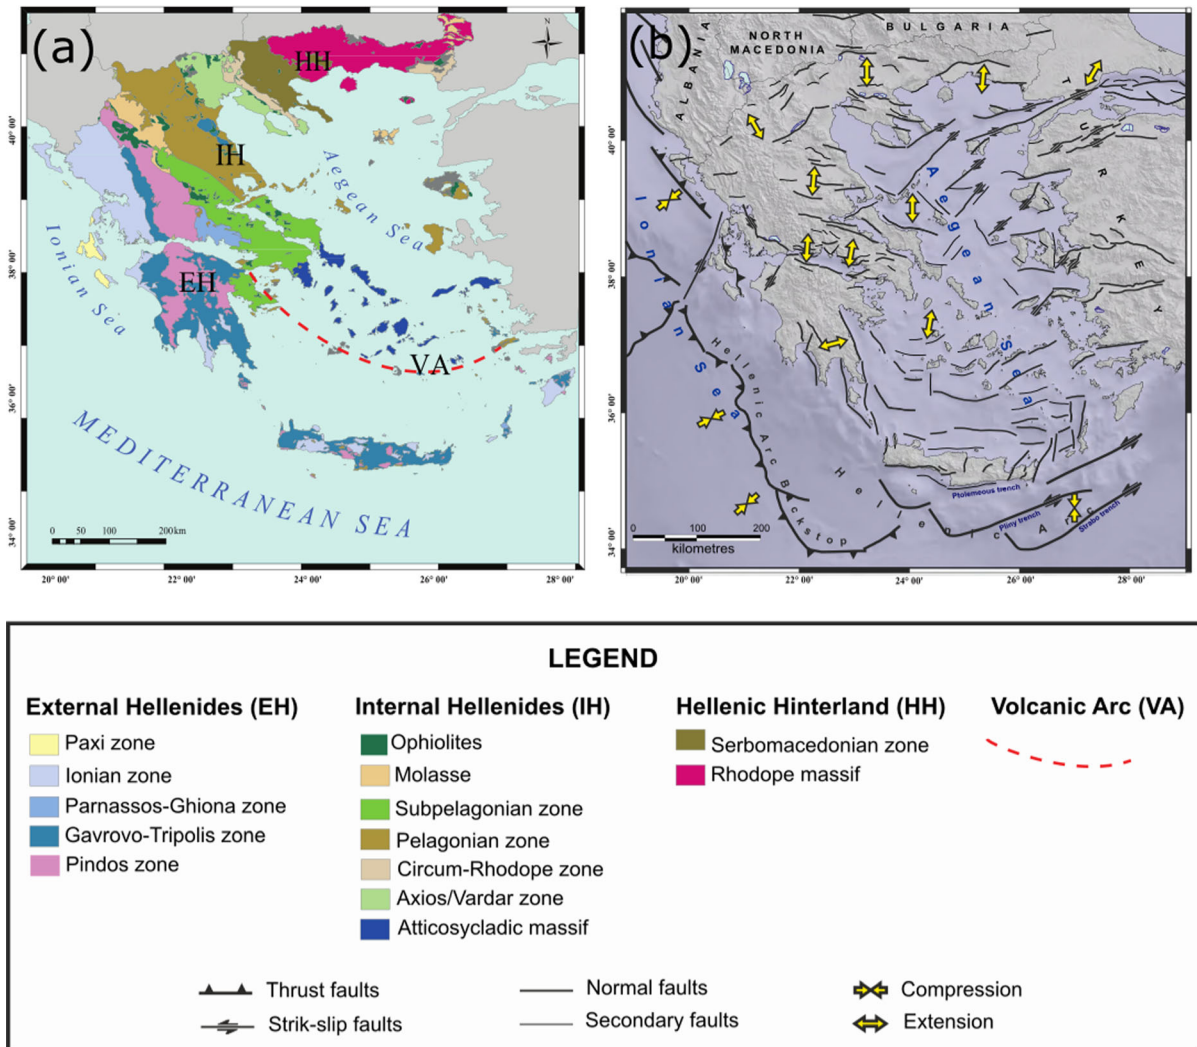 (a)
N
HH
IH
EH
VA
Aegean Sea
Ionian Sea
MEDITERRANEAN SEA
40° 00'
38° 00'
36° 00'
34° 00'
0 50 100 200km
20° 00' 22° 00' 24° 00' 26° 00' 28° 00'
(b)
BULGARIA
NORTH
MACEDONIA
ALBANIA
TURKEY
Aegean Sea
Ionian Sea
Hellenic Arc Backstop
Hellenic Arc
Ptolemeous trench
Pliny trench
Strabo trench
40° 00'
38° 00'
36° 00'
34° 00'
0 100 200
kilometres
20° 00' 22° 00' 24° 00' 26° 00' 28° 00'
LEGEND
External Hellenides (EH)
Paxi zone
Ionian zone
Parnassos-Ghiona zone
Gavrovo-Tripolis zone
Pindos zone
Internal Hellenides (IH)
Ophiolites
Molasse
Subpelagonian zone
Pelagonian zone
Circum-Rhodope zone
Axios/Vardar zone
Atticosycladic massif
Hellenic Hinterland (HH)
Serbomacedonian zone
Rhodope massif
Volcanic Arc (VA)
Thrust faults
Strik-slip faults
Normal faults
Secondary faults
Compression
Extension